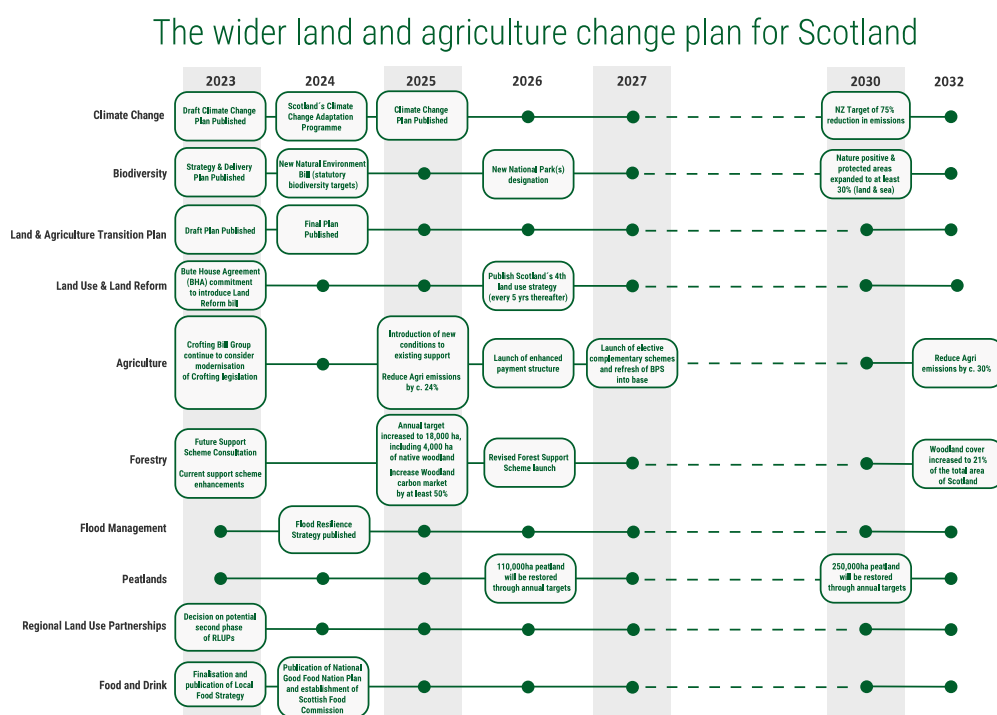 The wider land and agriculture change plan for Scotland
2023
2024
2025
2026
2027
2030
2032
Climate Change
Draft Climate Change
Plan Published
Scotland´s Climate
Change Adaptation
Programme
Climate Change
Plan Published
NZ Target of 75%
reduction in emissions
Biodiversity
Strategy & Delivery
Plan Published
New Natural Environment
Bill (statutory
biodiversity targets)
New National Park(s)
designation
Nature positive &
protected areas
expanded to at least
30% (land & sea)
Land & Agriculture Transition Plan
Draft Plan Published
Final Plan
Published
Land Use & Land Reform
Bute House Agreement
(BHA) commitment
to introduce Land
Reform bill
Publish Scotland´s 4th
land use strategy
(every 5 yrs thereafter)
Agriculture
Crofting Bill Group
continue to consider
modernisation
of Crofting legislation
Introduction of new
conditions to
existing support
Reduce Agri emissions
by c. 24%
Launch of enhanced
payment structure
Launch of elective
complementary schemes
and refresh of BPS
into base
Reduce Agri
emissions by c. 30%
Forestry
Future Support
Scheme Consultation
Current support scheme
enhancements
Annual target
increased to 18,000 ha,
including 4,000 ha
of native woodland
Increase Woodland
carbon market
by at least 50%
Revised Forest Support
Scheme launch
Woodland cover
increased to 21%
of the total area
of Scotland
Flood Management
Flood Resilience
Strategy published
Peatlands
110,000ha peatland
will be restored
through annual targets
250,000ha peatland
will be restored
through annual targets
Regional Land Use Partnerships
Decision on potential
second phase
of RLUPs
Food and Drink
Finalisation and
publication of Local
Food Strategy
Publication of National
Good Food Nation Plan
and establishment of
Scottish Food
Commission